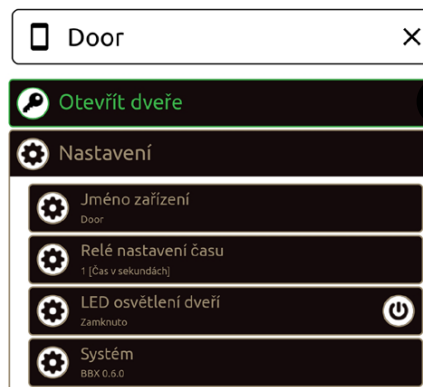 Door
Otevřít dveře
Nastavení
Jméno zařízení
Door
Relé nastavení času
1 [Čas v sekundách]
LED osvětlení dveří
Zamknuto
Systém
BBX 0.6.0